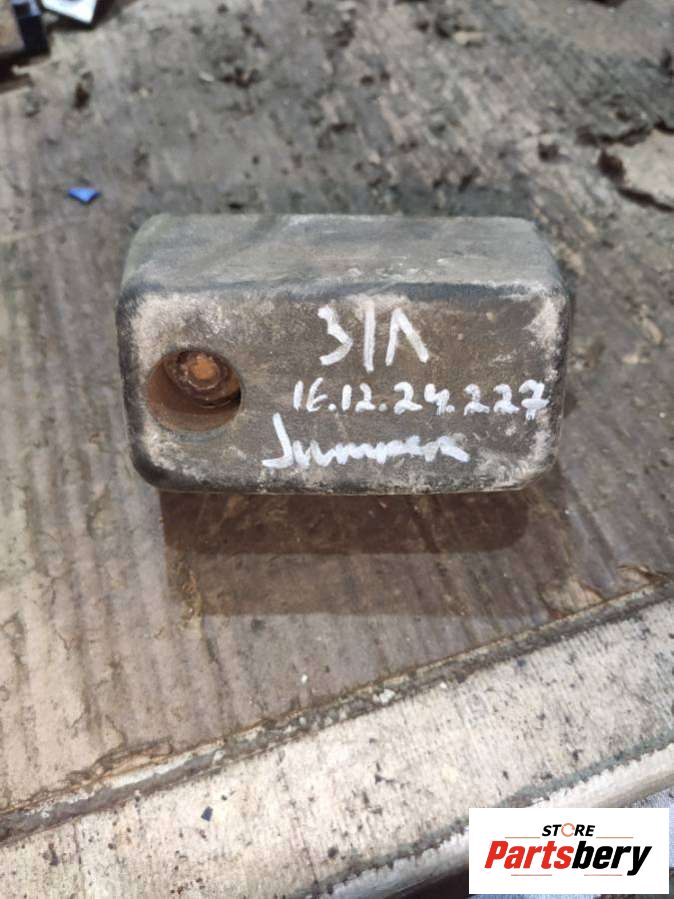 З/Л
16.12.24.227
Jumper
STORE
Partsbery